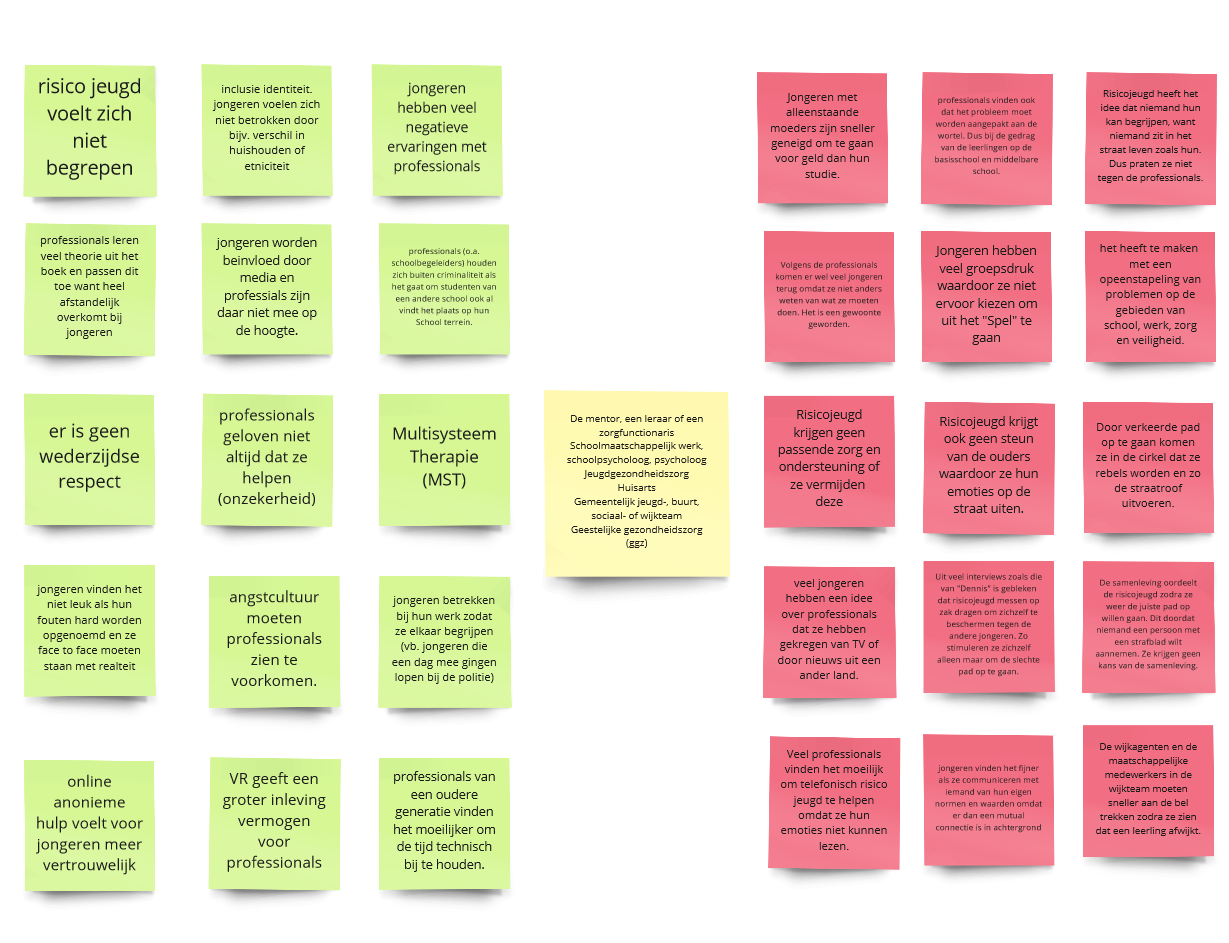 risico jeugd
voelt zich
niet
begrepen
inclusie identiteit.
jongeren voelen zich
niet betrokken door
bijv. verschil in
huishouden of
etniciteit
jongeren
hebben veel
negatieve
ervaringen met
professionals
professionals leren
veel theorie uit het
boek en passen dit
toe want heel
afstandelijk
overkomt bij
jongeren
jongeren worden
beinvloed door
media en
professials zijn
daar niet mee op
de hoogte.
professionals (o.a.
schoolbegeleiders) houden
zich buiten criminaliteit als
het gaat om studenten van
een andere school ook al
vindt het plaats op hun
School terrein.
er is geen
wederzijdse
respect
professionals
geloven niet
altijd dat ze
helpen
(onzekerheid)
Multisysteem
Therapie
(MST)
jongeren vinden het
niet leuk als hun
fouten hard worden
opgenoemd en ze
face to face moeten
staan met realteit
angstcultuur
moeten
professionals
zien te
voorkomen.
jongeren betrekken
bij hun werk zodat
ze elkaar begrijpen
(vb. jongeren die
een dag mee gingen
lopen bij de politie)
online
anonieme
hulp voelt voor
jongeren meer
vertrouwelijk
VR geeft een
groter inleving
vermogen
voor
professionals
professionals van
een oudere
generatie vinden
het moeilijker om
de tijd technisch
bij te houden.
De mentor, een leraar of een
zorgfunctionaris
Schoolmaatschappelijk werk,
schoolpsycholoog, psycholoog
Jeugdgezondheidszorg
Huisarts
Gemeentelijk jeugd-, buurt,
sociaal- of wijkteam
Geestelijke gezondheidszorg
(ggz)
Jongeren met
alleenstaande
moeders zijn sneller
geneigd om te gaan
voor geld dan hun
studie.
professionals vinden ook
dat het probleem moet
worden aangepakt aan de
wortel. Dus bij de gedrag
van de leerlingen op de
basisschool en middelbare
school.
Risicojeugd heeft het
idee dat niemand hun
kan begrijpen, want
niemand zit in het
straat leven zoals hun.
Dus praten ze niet
tegen de professionals.
Volgens de professionals
komen er wel veel jongeren
terug omdat ze niet anders
weten van wat ze moeten
doen. Het is een gewoonte
geworden.
Jongeren hebben
veel groepsdruk
waardoor ze niet
ervoor kiezen om
uit het "Spel" te
gaan
het heeft te maken
met een
opeenstapeling van
problemen op de
gebieden van
school, werk, zorg
en veiligheid.
Risicojeugd
krijgen geen
passende zorg en
ondersteuning of
ze vermijden
deze
Risicojeugd krijgt
ook geen steun
van de ouders
waardoor ze hun
emoties op de
straat uiten.
Door verkeerde pad
op te gaan komen
ze in de cirkel dat ze
rebels worden en zo
de straatroof
uitvoeren.
veel jongeren
hebben een idee
over professionals
dat ze hebben
gekregen van TV of
door nieuws uit een
ander land.
Uit veel interviews zoals die
van "Dennis" is gebleken
dat risicojeugd messen op
zak dragen om zichzelf te
beschermen tegen de
andere jongeren. Zo
stimuleren ze zichzelf
alleen maar om de slechte
pad op te gaan.
De samenleving oordeelt
de risicojeugd zodra ze
weer de juiste pad op
willen gaan. Dit doordat
niemand een persoon met
een strafblad wilt
aannemen. Ze krijgen geen
kans van de samenleving.
Veel professionals
vinden het moeilijk
om telefonisch risico
jeugd te helpen
omdat ze hun
emoties niet kunnen
lezen.
jongeren vinden het fijner
als ze communiceren met
iemand van hun eigen
normen en waarden omdat
er dan een mutual
connectie is in achtergrond
De wijkagenten en de
maatschappelijke
medewerkers in de
wijkteam moeten
sneller aan de bel
trekken zodra ze zien
dat een leerling afwijkt.